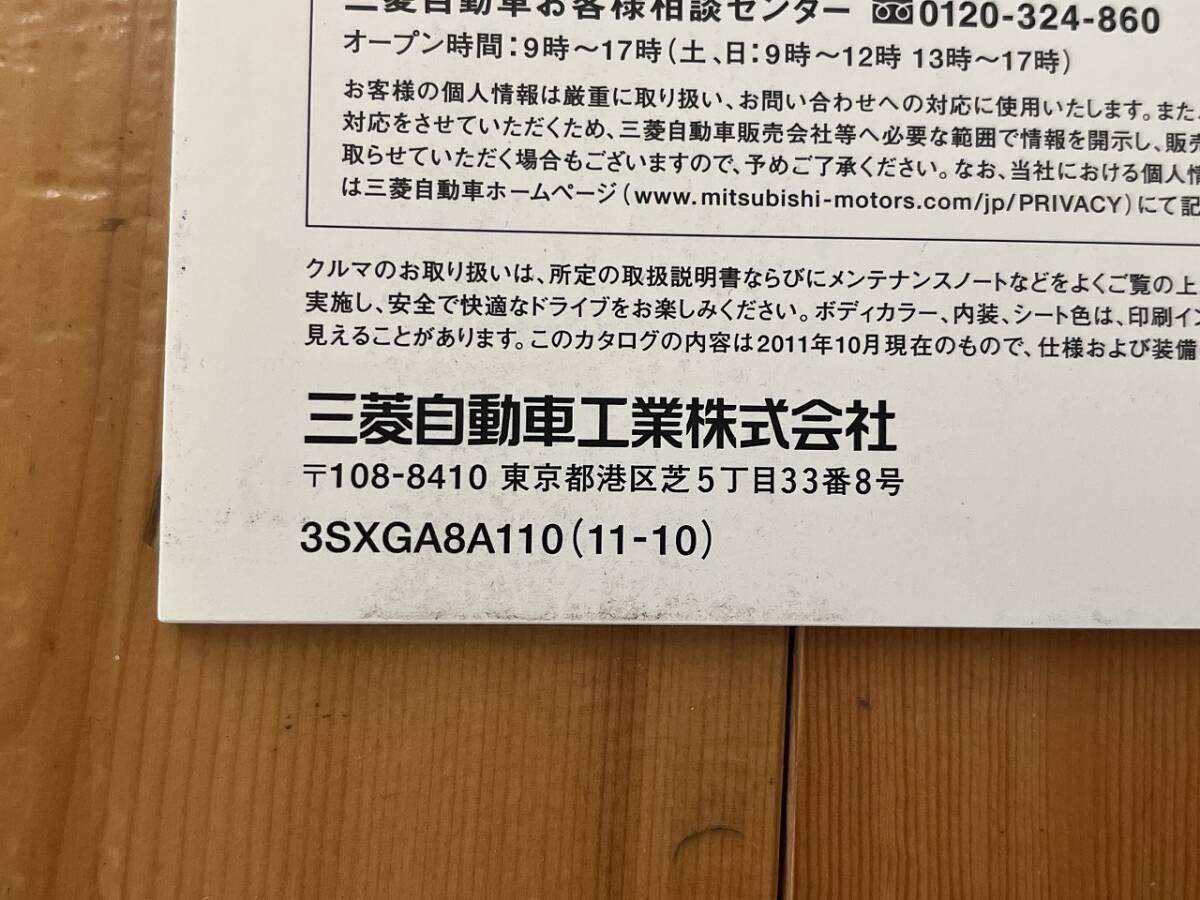 三菱自動車お客様相談センター 0120-324-860
オープン時間:9時～17時(土、日:9時～12時 13時～17時)
お客様の個人情報は厳重に取り扱い、お問い合わせへの対応に使用いたします。また、
対応をさせていただくため、三菱自動車販売会社等へ必要な範囲で情報を開示し、販売
取らせていただく場合もございますので、予めご了承ください。なお、当社における個人情
は三菱自動車ホームページ(www.mitsubishi-motors.com/jp/PRIVACY)にて記
クルマのお取り扱いは、所定の取扱説明書ならびにメンテナンスノートなどをよくご覧の上
実施し、安全で快適なドライブをお楽しみください。ボディカラー、内装、シート色は、印刷イン
見えることがあります。このカタログの内容は2011年10月現在のもので、仕様および装備
三菱自動車工業株式会社
〒108-8410 東京都港区芝5丁目33番8号
3SXGA8A110(11-10)